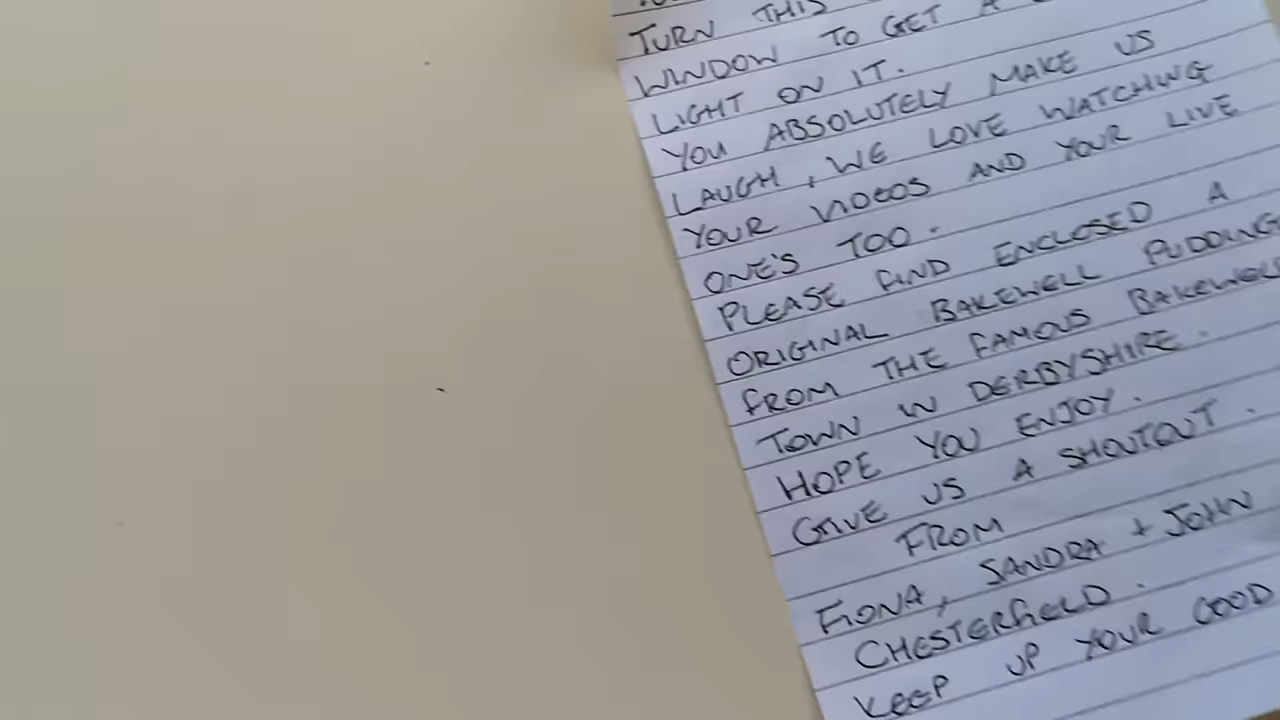 TURN THIS
WINDOW TO GET A
LIGHT ON IT.
YOU ABSOLUTELY MAKE US
LAUGH, WE LOVE WATCHING
YOUR VIDEOS AND YOUR LIVE
ONE'S TOO.
PLEASE FIND ENCLOSED A
ORIGINAL BAKEWELL PUDDING
FROM THE FAMOUS BAKEWELL
TOWN IN DERBYSHIRE.
HOPE YOU ENJOY.
GIVE US A SHOUTOUT.
FROM
FIONA, SANDRA + JOHN
CHESTERFIELD.
KEEP UP YOUR GOOD